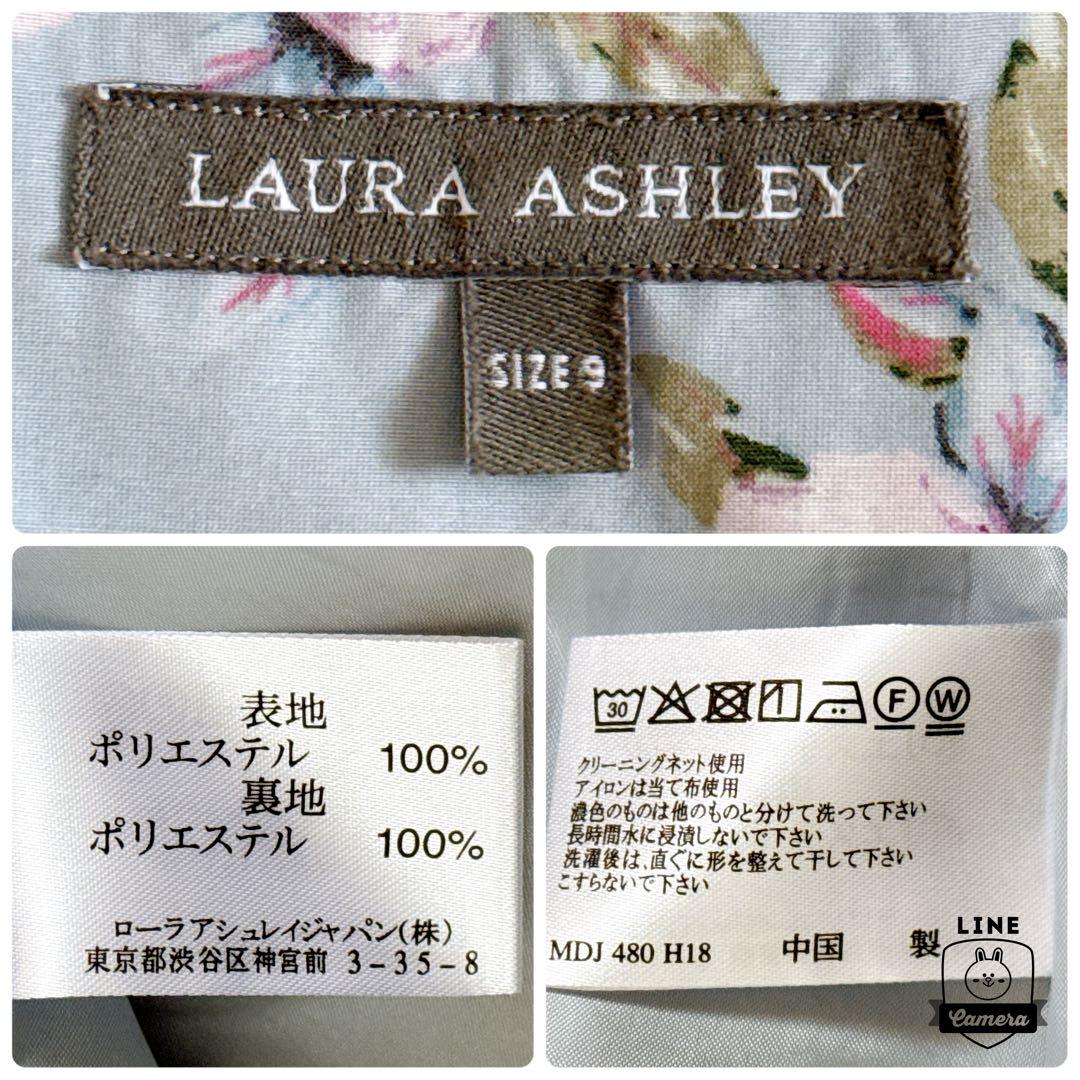 LAURA ASHLEY
SIZE 9
表地
ポリエステル 100%
裏地
ポリエステル 100%
ローラアシュレイジャパン(株)
東京都渋谷区神宮前 3-35-8
30 F W
クリーニングネット使用
アイロンは当て布使用
濃色のものは他のものと分けて洗って下さい
長時間水に浸漬しないで下さい
洗濯後は、直ぐに形を整えて干して下さい
こすらないで下さい
MDJ 480 H18 中国 製
LINE
Camera